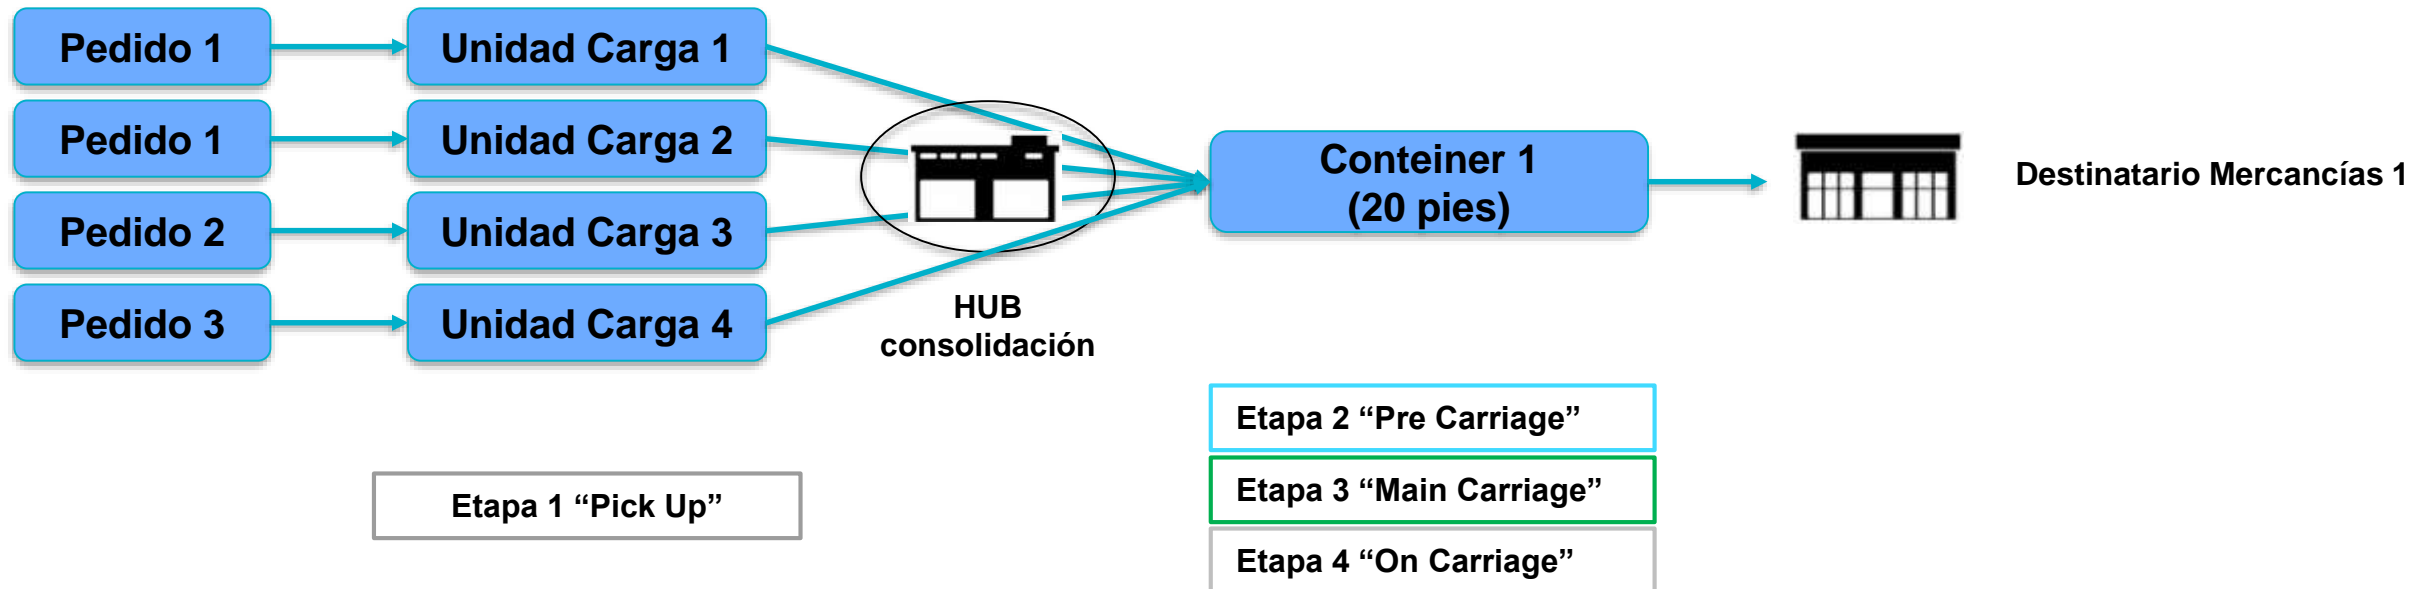 Pedido 1
Unidad Carga 1
Pedido 1
Unidad Carga 2
Conteiner 1
(20 pies)
Destinatario Mercancías 1
Pedido 2
Unidad Carga 3
Pedido 3
Unidad Carga 4
HUB
consolidación
Etapa 2 “Pre Carriage”
Etapa 1 “Pick Up”
Etapa 3 “Main Carriage”
Etapa 4 “On Carriage”